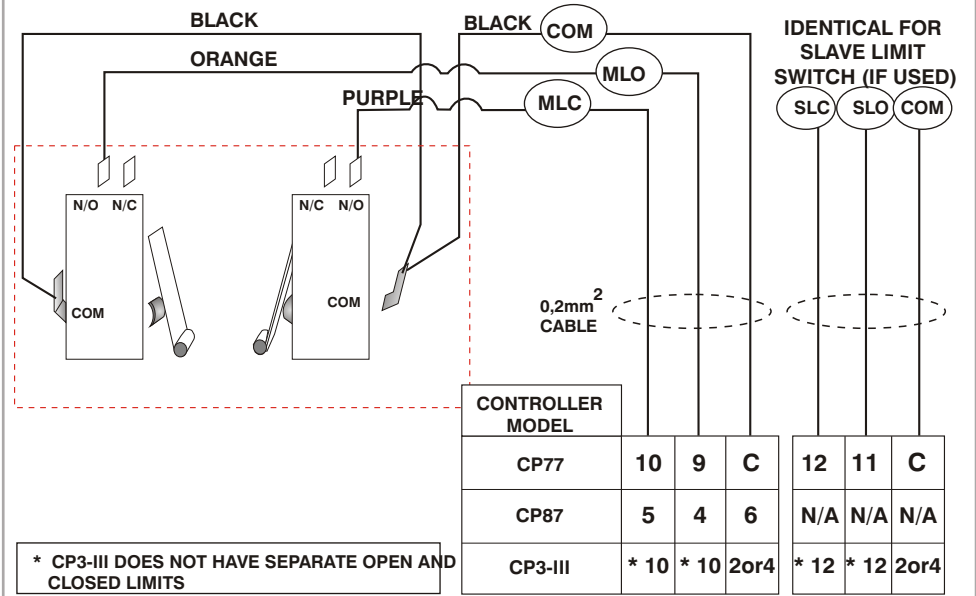 BLACK
BLACK
COM
IDENTICAL FOR
SLAVE LIMIT
SWITCH (IF USED)
ORANGE
MLO
PURPLE
MLC
SLC
SLO
COM
N/O
N/C
N/C
N/O
COM
COM
0,2mm²
CABLE
CONTROLLER
MODEL
CP77 10 9 C 12 11 C
CP87 5 4 6 N/A N/A N/A
CP3-III * 10 * 10 2or4 * 12 * 12 2or4
* CP3-III DOES NOT HAVE SEPARATE OPEN AND
CLOSED LIMITS